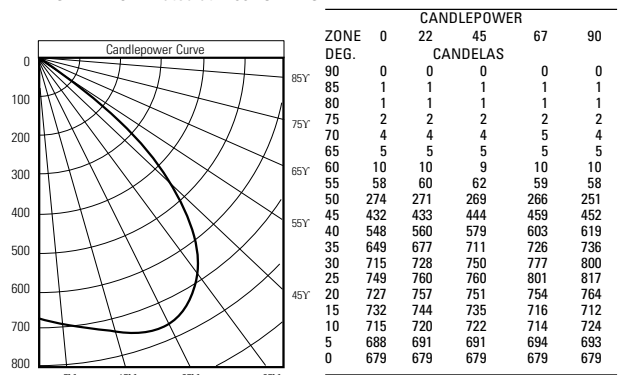 Candlepower Curve
0
100
200
300
400
500
600
700
800
85ϒ
75ϒ
65ϒ
55ϒ
45ϒ
CANDLEPOWER
ZONE 0 22 45 67 90
DEG. CANDELAS
90 0 0 0 0 0
85 1 1 1 1 1
80 1 1 1 1 1
75 2 2 2 2 2
70 4 4 4 5 4
65 5 5 5 5 5
60 10 10 9 10 10
55 58 60 62 59 58
50 274 271 269 266 251
45 432 433 444 459 452
40 548 560 579 603 619
35 649 677 711 726 736
30 715 728 750 777 800
25 749 760 760 801 817
20 727 757 751 754 764
15 732 744 735 716 712
10 715 720 722 714 724
5 688 691 691 694 693
0 679 679 679 679 679